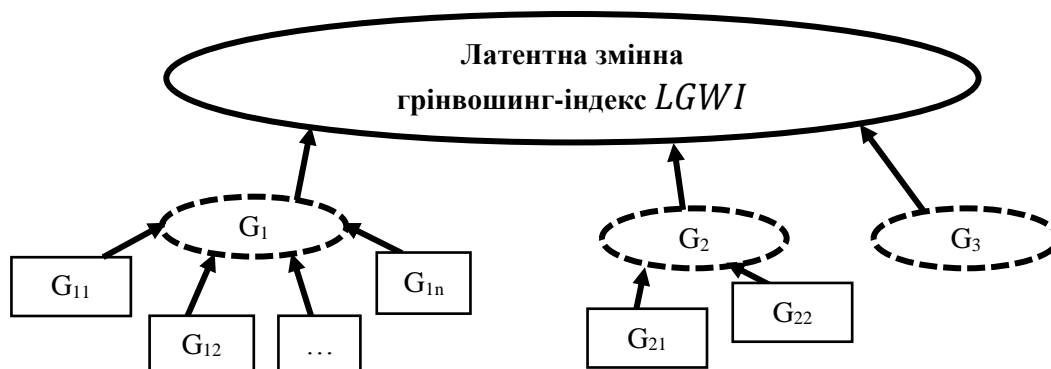 Латентна змінна
грінвошинг-індекс LGWI
G₁
G₂
G₃
G₁₁
G₁ₙ
G₁₂
…
G₂₁
G₂₂